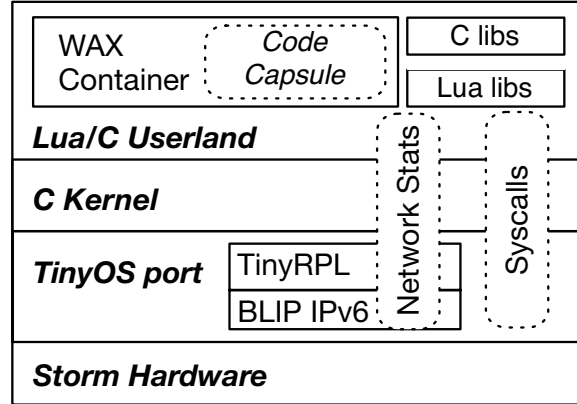 WAX
Container
Code
Capsule
C libs
Lua libs
Lua/C Userland
Network Stats
Syscalls
C Kernel
TinyOS port
TinyRPL
BLIP IPv6
Storm Hardware